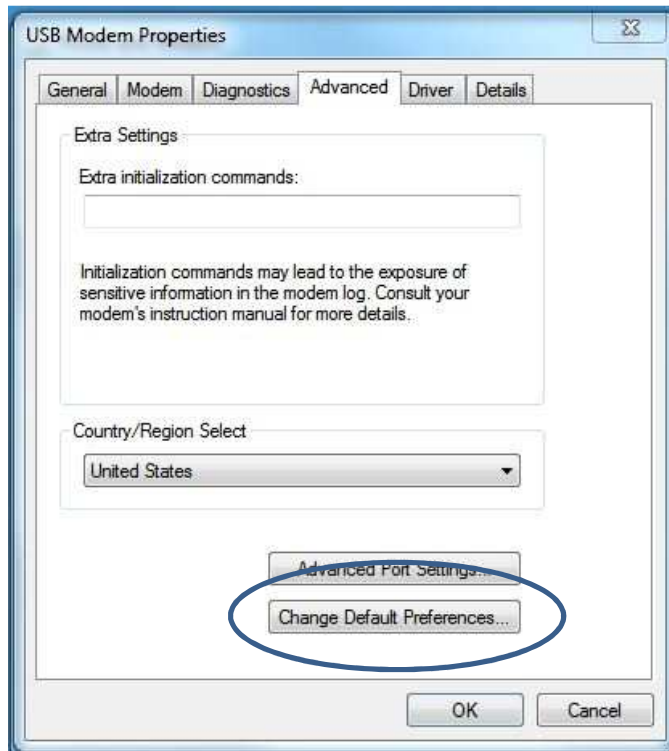 USB Modem Properties
General Modem Diagnostics Advanced Driver Details
Extra Settings
Extra initialization commands:
Initialization commands may lead to the exposure of
sensitive information in the modem log. Consult your
modem's instruction manual for more details.
Country/Region Select
United States
Advanced Port Settings...
Change Default Preferences...
OK Cancel